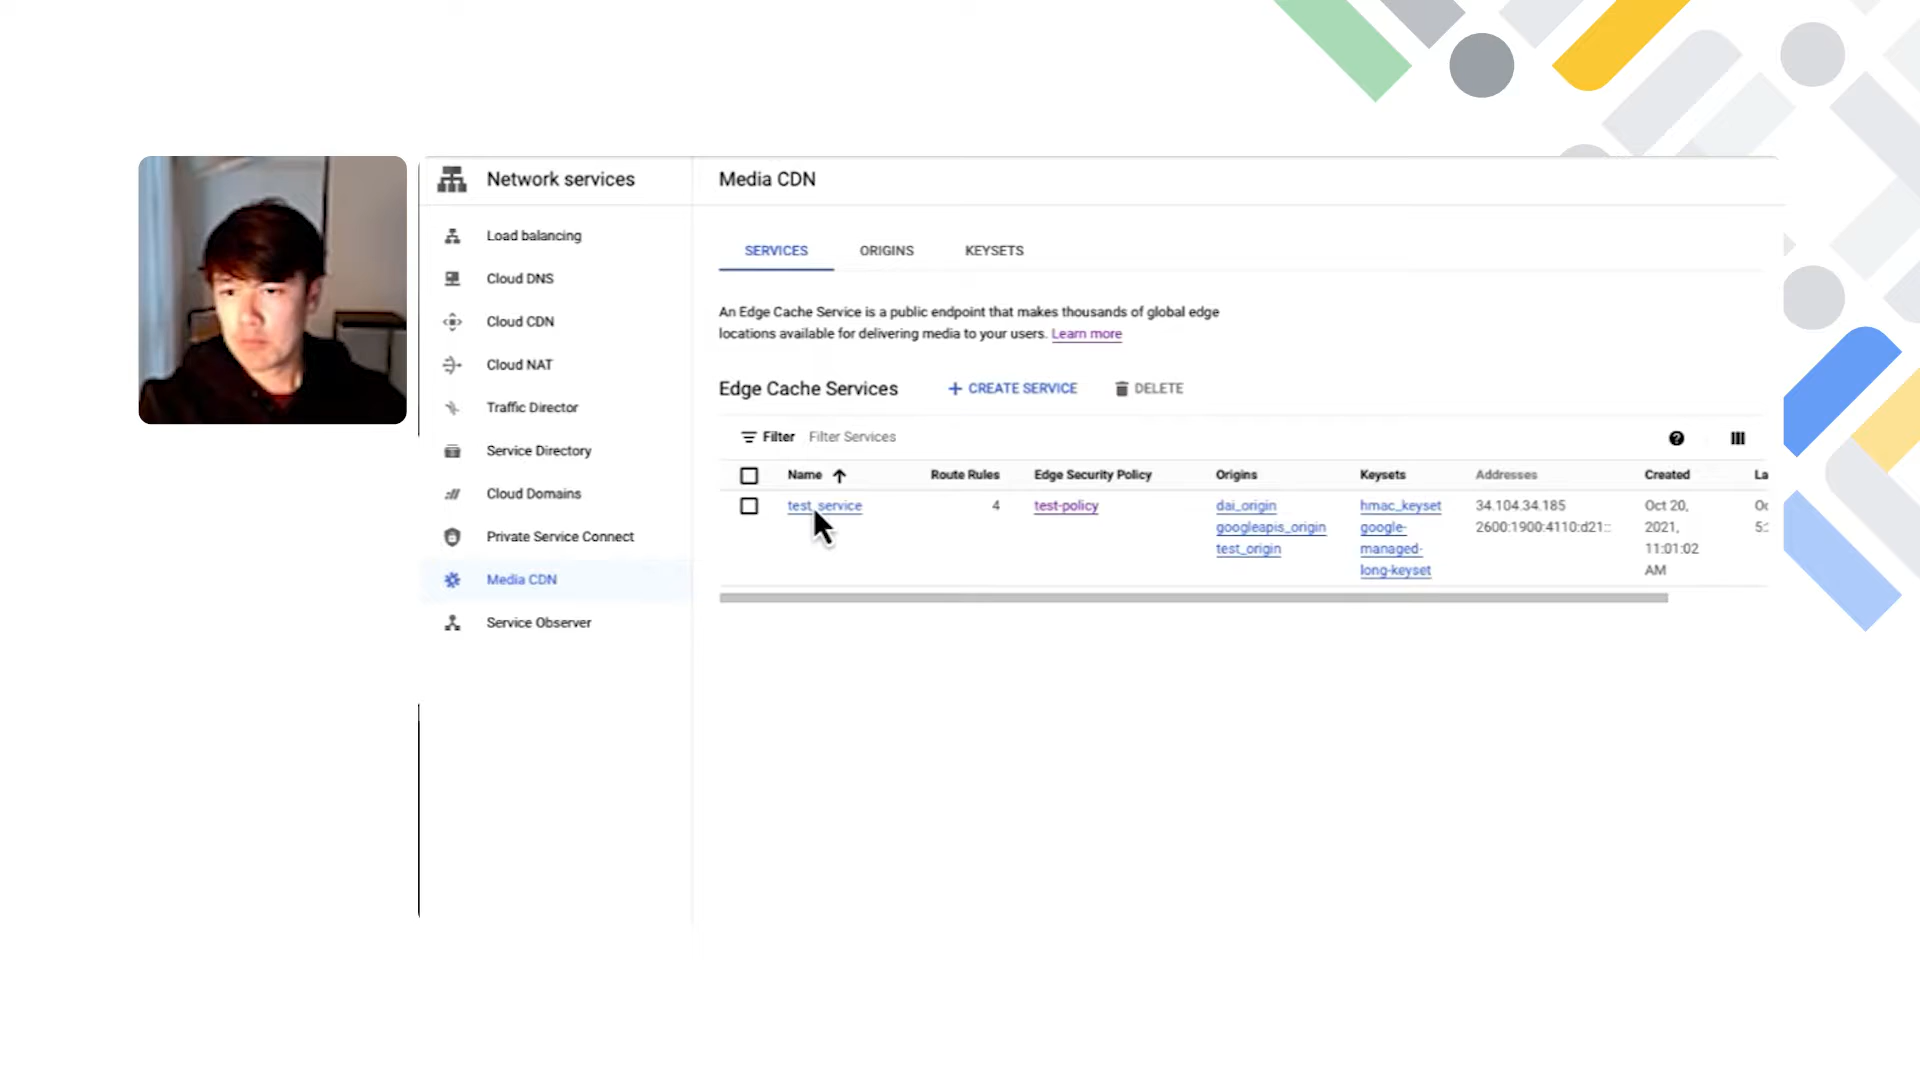 Network services
Load balancing
Cloud DNS
Cloud CDN
Cloud NAT
Traffic Director
Service Directory
Cloud Domains
Private Service Connect
Media CDN
Service Observer
Media CDN
SERVICES ORIGINS KEYSETS
An Edge Cache Service is a public endpoint that makes thousands of global edge
locations available for delivering media to your users. Learn more
Edge Cache Services + CREATE SERVICE DELETE
Filter Filter Services
Name Route Rules Edge Security Policy Origins Keysets Addresses Created La
test_service 4 test-policy dai_origin hmac_keyset 34.104.34.185 Oct 20,
googleapis_origin google- 2600:1900:4110:d21:: 2021,
test_origin managed- 11:01:02
long-keyset AM